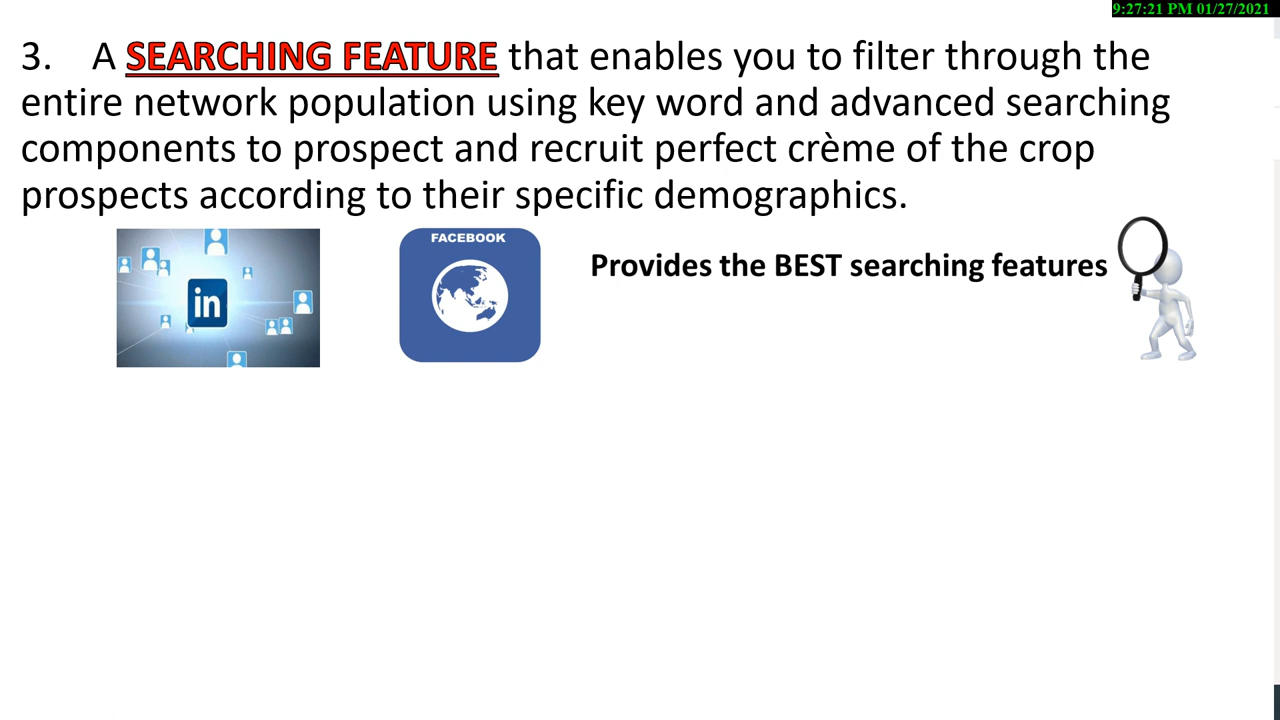 9:27:21 PM 01/27/2021
3. A SEARCHING FEATURE that enables you to filter through the
entire network population using key word and advanced searching
components to prospect and recruit perfect crème of the crop
prospects according to their specific demographics.
in
FACEBOOK
Provides the BEST searching features